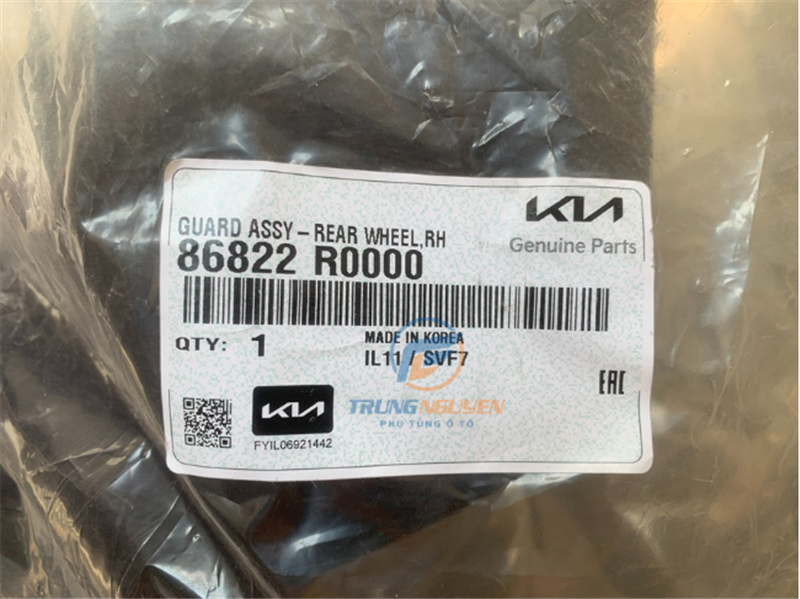 KIA
GUARD ASSY – REAR WHEEL,RH
Genuine Parts
86822 R0000
QTY: 1
MADE IN KOREA
IL11 / SVF7
EAC
KIA
TRUNG NGUYEN
PHỤ TÙNG Ô TÔ
FYIL06921442